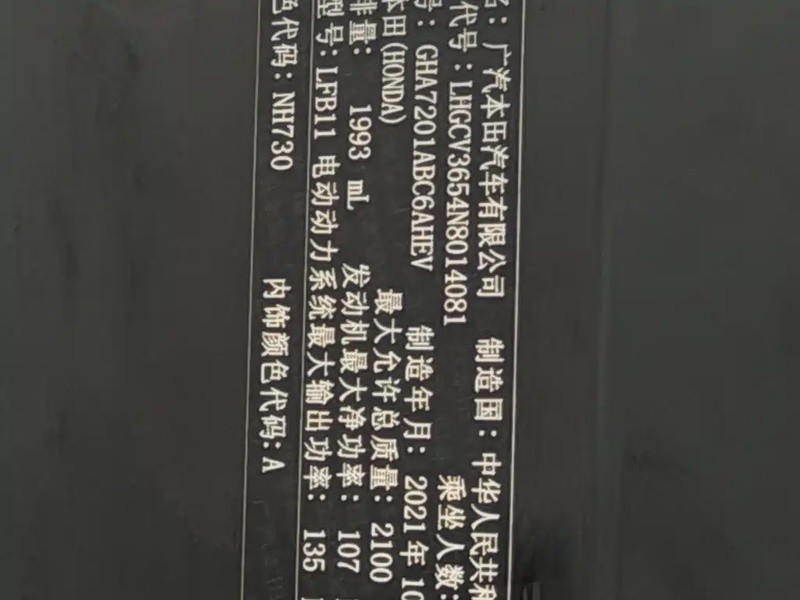 名：广汽本田汽车有限公司 制造国：中华人民共和
代号：LHGCV3654N8014081 乘坐人数：
号：GHA7201ABC6AHEV 制造年月：2021年10
本田(HONDA) 最大允许总质量：2100
排量：1993 mL 发动机最大净功率：107
型号：LFB11 电动动力系统最大输出功率：135
色代码：NH730 内饰颜色代码：A